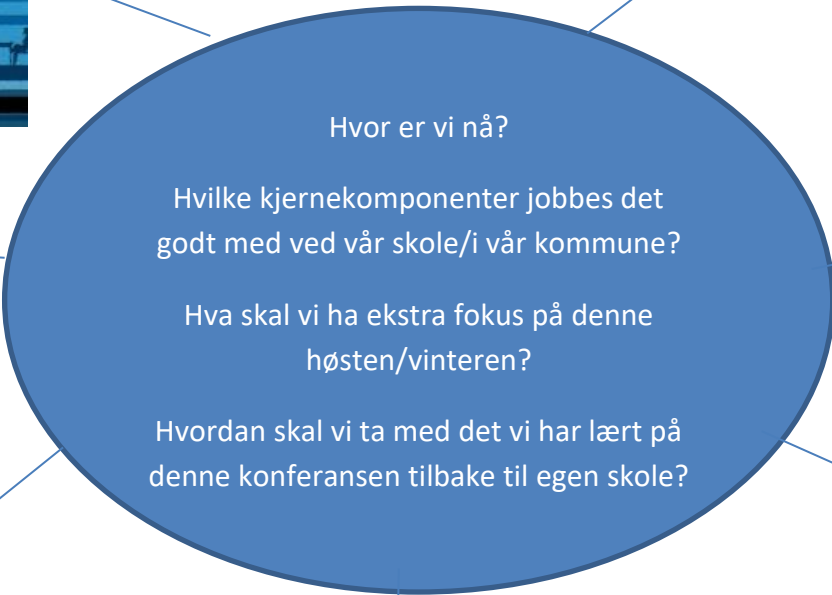 Hvor er vi nå?
Hvilke kjernekomponenter jobbes det
godt med ved vår skole/i vår kommune?
Hva skal vi ha ekstra fokus på denne
høsten/vinteren?
Hvordan skal vi ta med det vi har lært på
denne konferansen tilbake til egen skole?